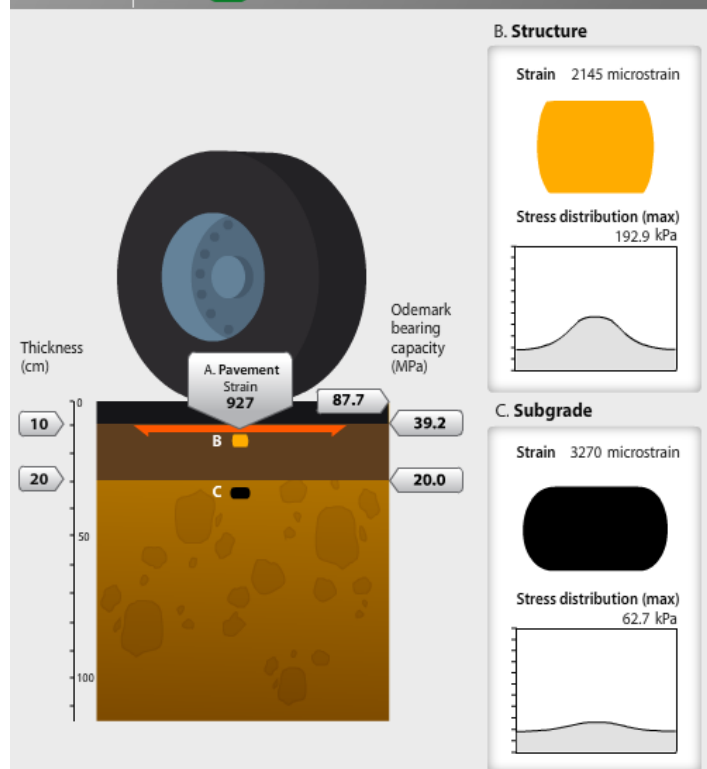 B. Structure
Strain 2145 microstrain
Stress distribution (max)
192.9 kPa
Odemark
bearing
capacity
(MPa)
Thickness
(cm)
A. Pavement
Strain
927
87.7
0
10
39.2
B
20
20.0
C
50
100
C. Subgrade
Strain 3270 microstrain
Stress distribution (max)
62.7 kPa